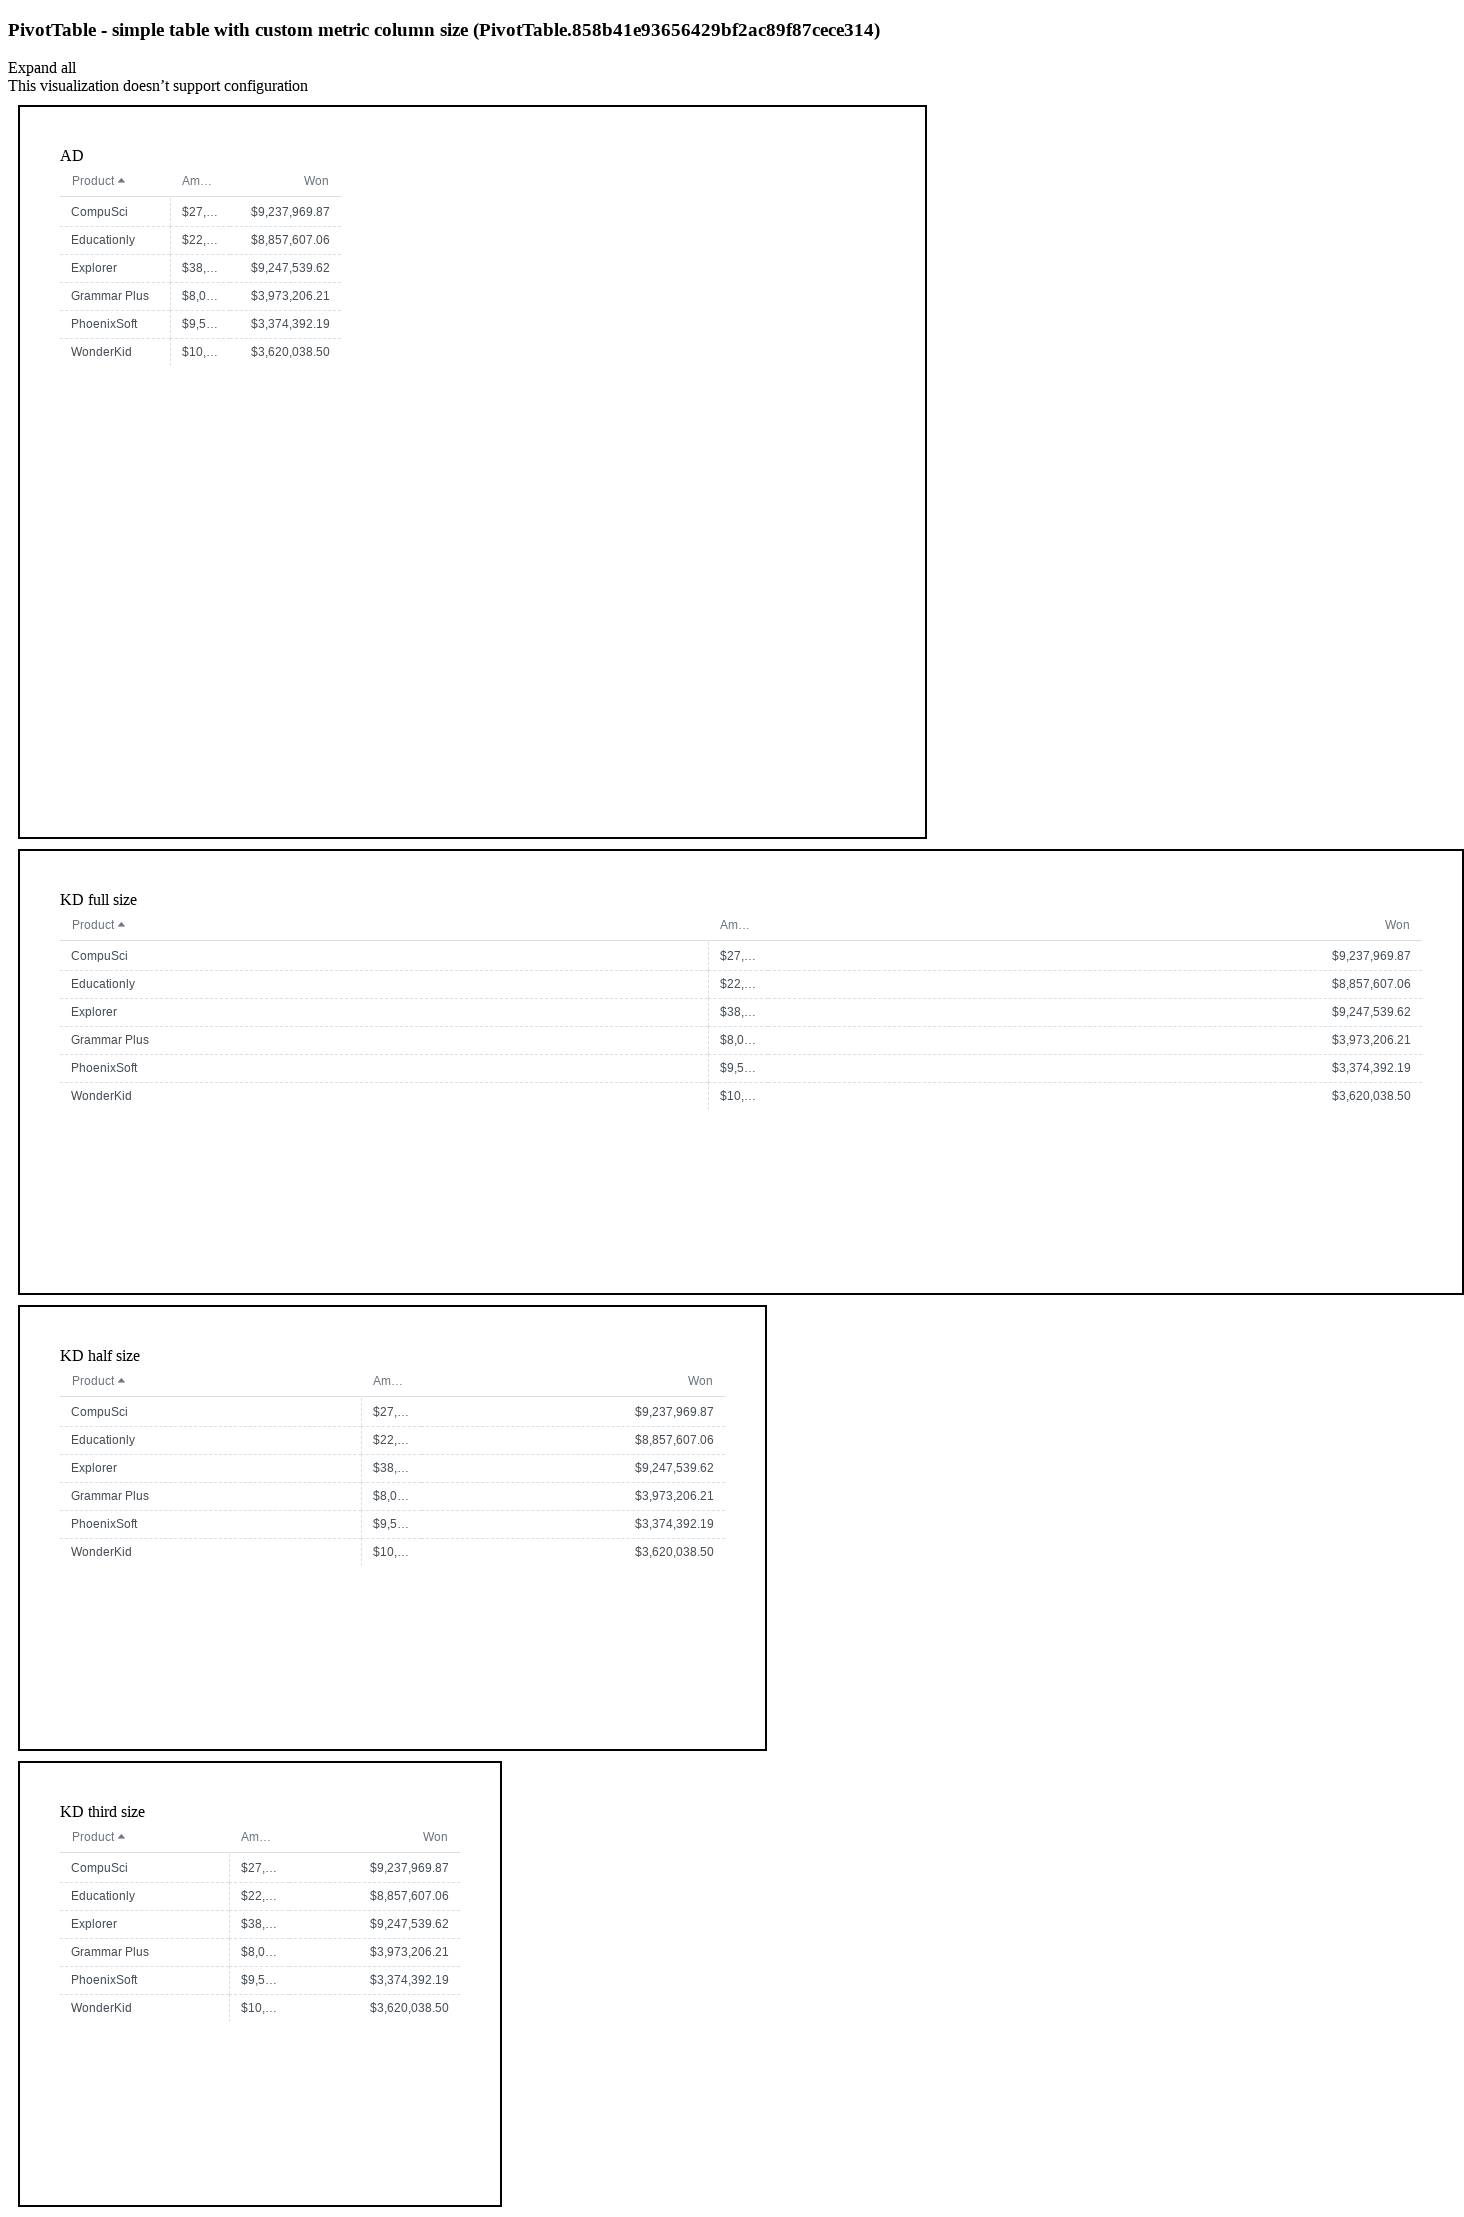 PivotTable - simple table with custom metric column size (PivotTable.858b41e93656429bf2ac89f87cece314)
Expand all
This visualization doesn’t support configuration
AD
Product Am… Won
CompuSci $27,… $9,237,969.87
Educationly $22,… $8,857,607.06
Explorer $38,… $9,247,539.62
Grammar Plus $8,0… $3,973,206.21
PhoenixSoft $9,5… $3,374,392.19
WonderKid $10,… $3,620,038.50
KD full size
Product Am… Won
CompuSci $27,… $9,237,969.87
Educationly $22,… $8,857,607.06
Explorer $38,… $9,247,539.62
Grammar Plus $8,0… $3,973,206.21
PhoenixSoft $9,5… $3,374,392.19
WonderKid $10,… $3,620,038.50
KD half size
Product Am… Won
CompuSci $27,… $9,237,969.87
Educationly $22,… $8,857,607.06
Explorer $38,… $9,247,539.62
Grammar Plus $8,0… $3,973,206.21
PhoenixSoft $9,5… $3,374,392.19
WonderKid $10,… $3,620,038.50
KD third size
Product Am… Won
CompuSci $27,… $9,237,969.87
Educationly $22,… $8,857,607.06
Explorer $38,… $9,247,539.62
Grammar Plus $8,0… $3,973,206.21
PhoenixSoft $9,5… $3,374,392.19
WonderKid $10,… $3,620,038.50